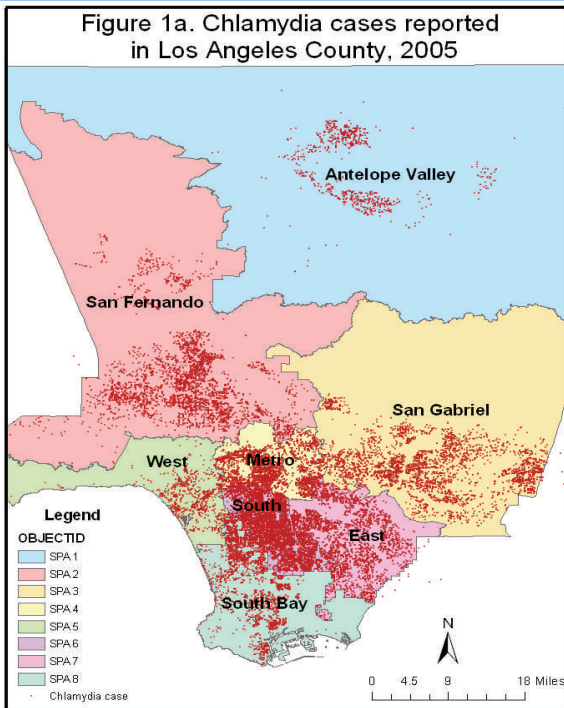 Figure 1a. Chlamydia cases reported
in Los Angeles County, 2005
Antelope Valley
San Fernando
San Gabriel
West
Metro
South
East
South Bay
Legend
OBJECTID
SPA 1
SPA 2
SPA 3
SPA 4
SPA 5
SPA 6
SPA 7
SPA 8
Chlamydia case
N
0 4.5 9 18 Miles